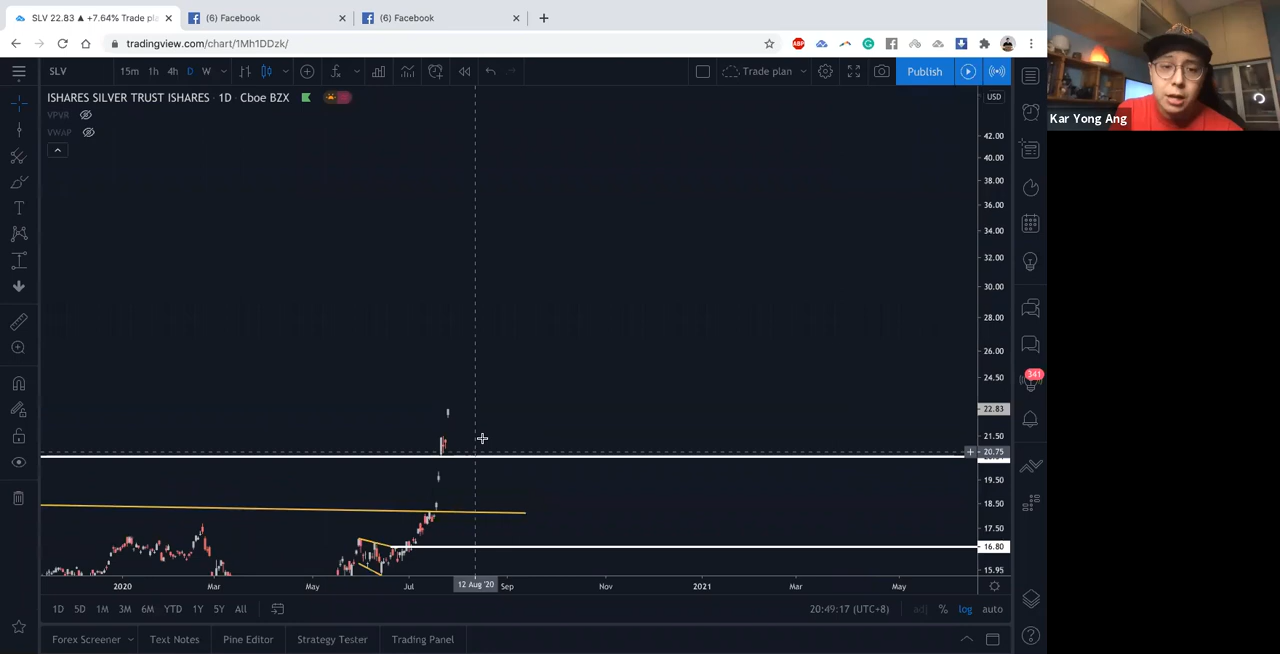 SLV 22.83 ▲ +7.64% Trade pl
(6) Facebook
(6) Facebook
tradingview.com/chart/1Mh1DDzk/
ABP
SLV 15m 1h 4h D W
Trade plan
Publish
ISHARES SILVER TRUST ISHARES · 1D · Cboe BZX
VPVR
VWAP
Kar Yong Ang
USD
42.00
40.00
38.00
36.00
34.00
32.00
30.00
28.00
26.00
24.50
22.83
21.50
20.75
19.50
18.50
17.50
16.80
15.95
341
2020 Mar May Jul 12 Aug '20 Sep Nov 2021 Mar May
1D 5D 1M 3M 6M YTD 1Y 5Y All
20:49:17 (UTC+8) adj % log auto
Forex Screener Text Notes Pine Editor Strategy Tester Trading Panel